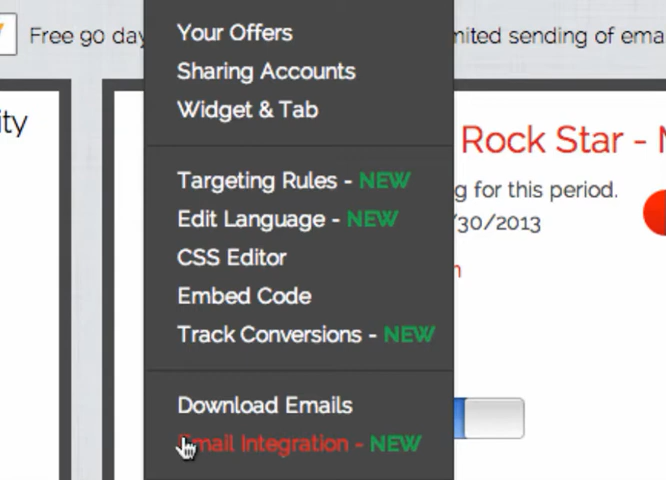 Your Offers
Free 90 day
mited sending of ema
Sharing Accounts
Widget & Tab
ity
Rock Star -
Targeting Rules - NEW
g for this period.
Edit Language - NEW
/30/2013
CSS Editor
Embed Code
Track Conversions - NEW
Download Emails
Email Integration - NEW